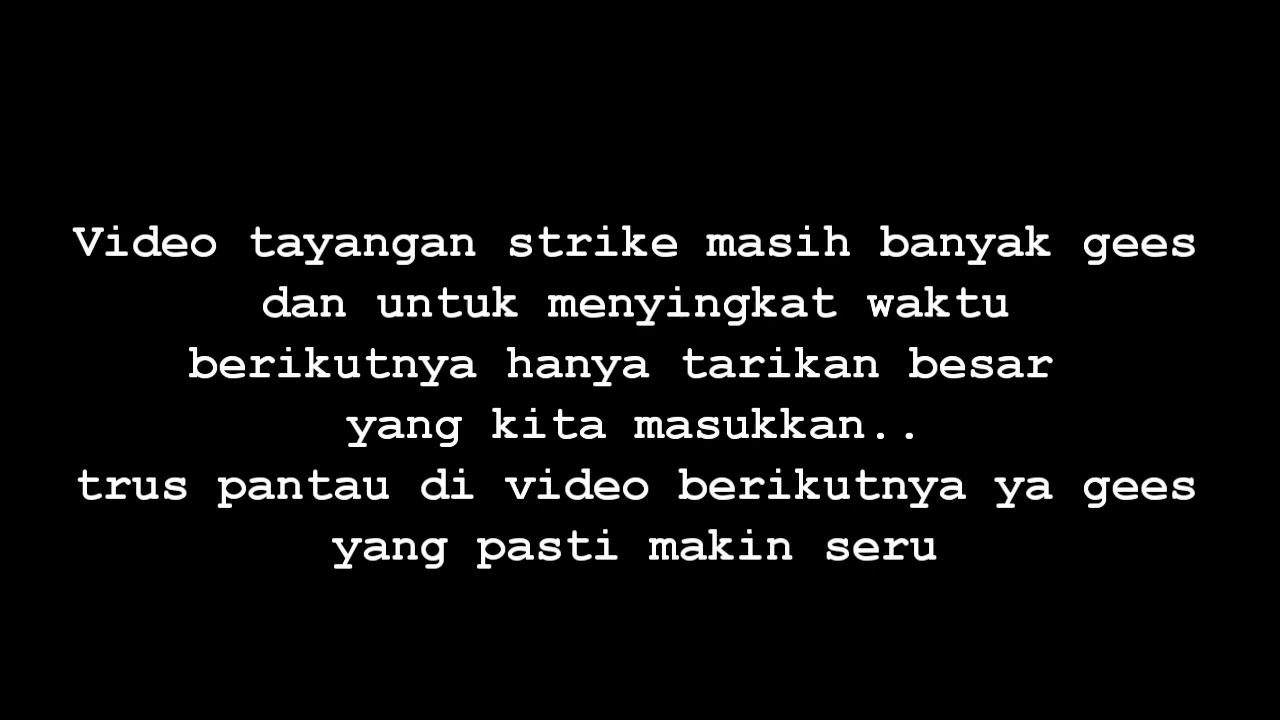 Video tayangan strike masih banyak gees
dan untuk menyingkat waktu
berikutnya hanya tarikan besar
yang kita masukkan..
trus pantau di video berikutnya ya gees
yang pasti makin seru